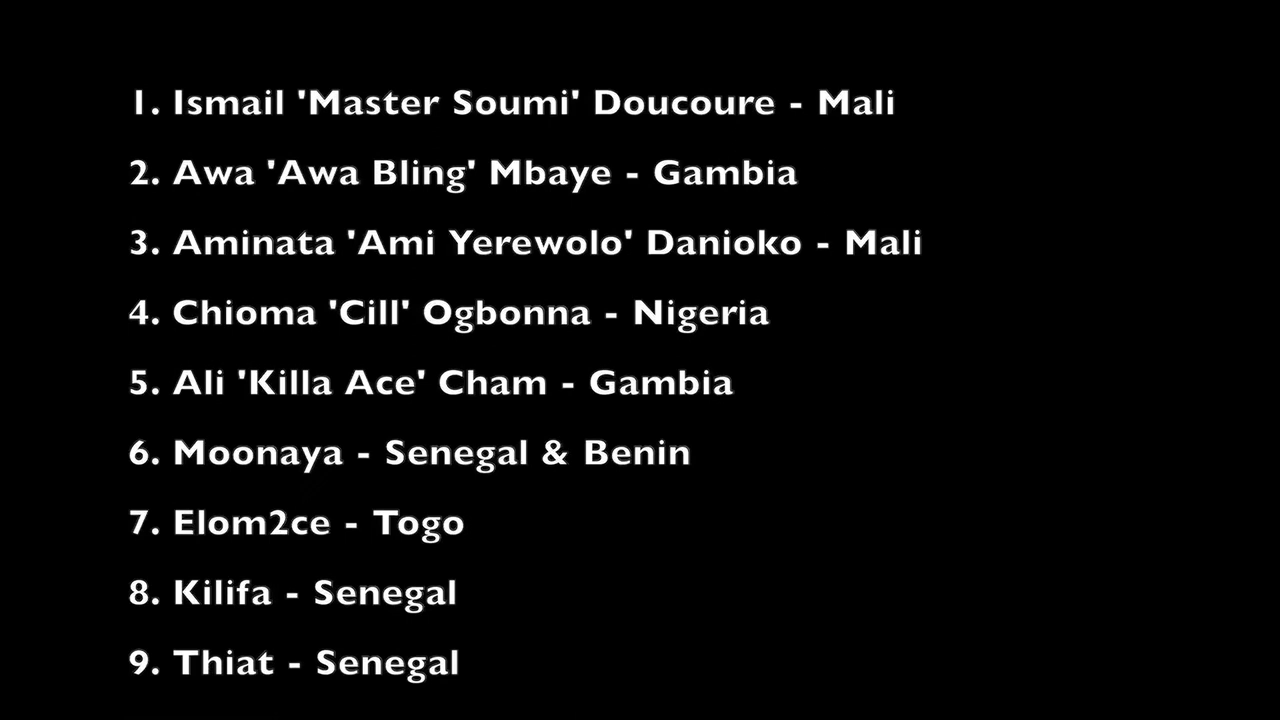 1. Ismail 'Master Soumi' Doucoure - Mali
2. Awa 'Awa Bling' Mbaye - Gambia
3. Aminata 'Ami Yerewolo' Danioko - Mali
4. Chioma 'Cill' Ogbonna - Nigeria
5. Ali 'Killa Ace' Cham - Gambia
6. Moonaya - Senegal & Benin
7. Elom2ce - Togo
8. Kilifa - Senegal
9. Thiat - Senegal